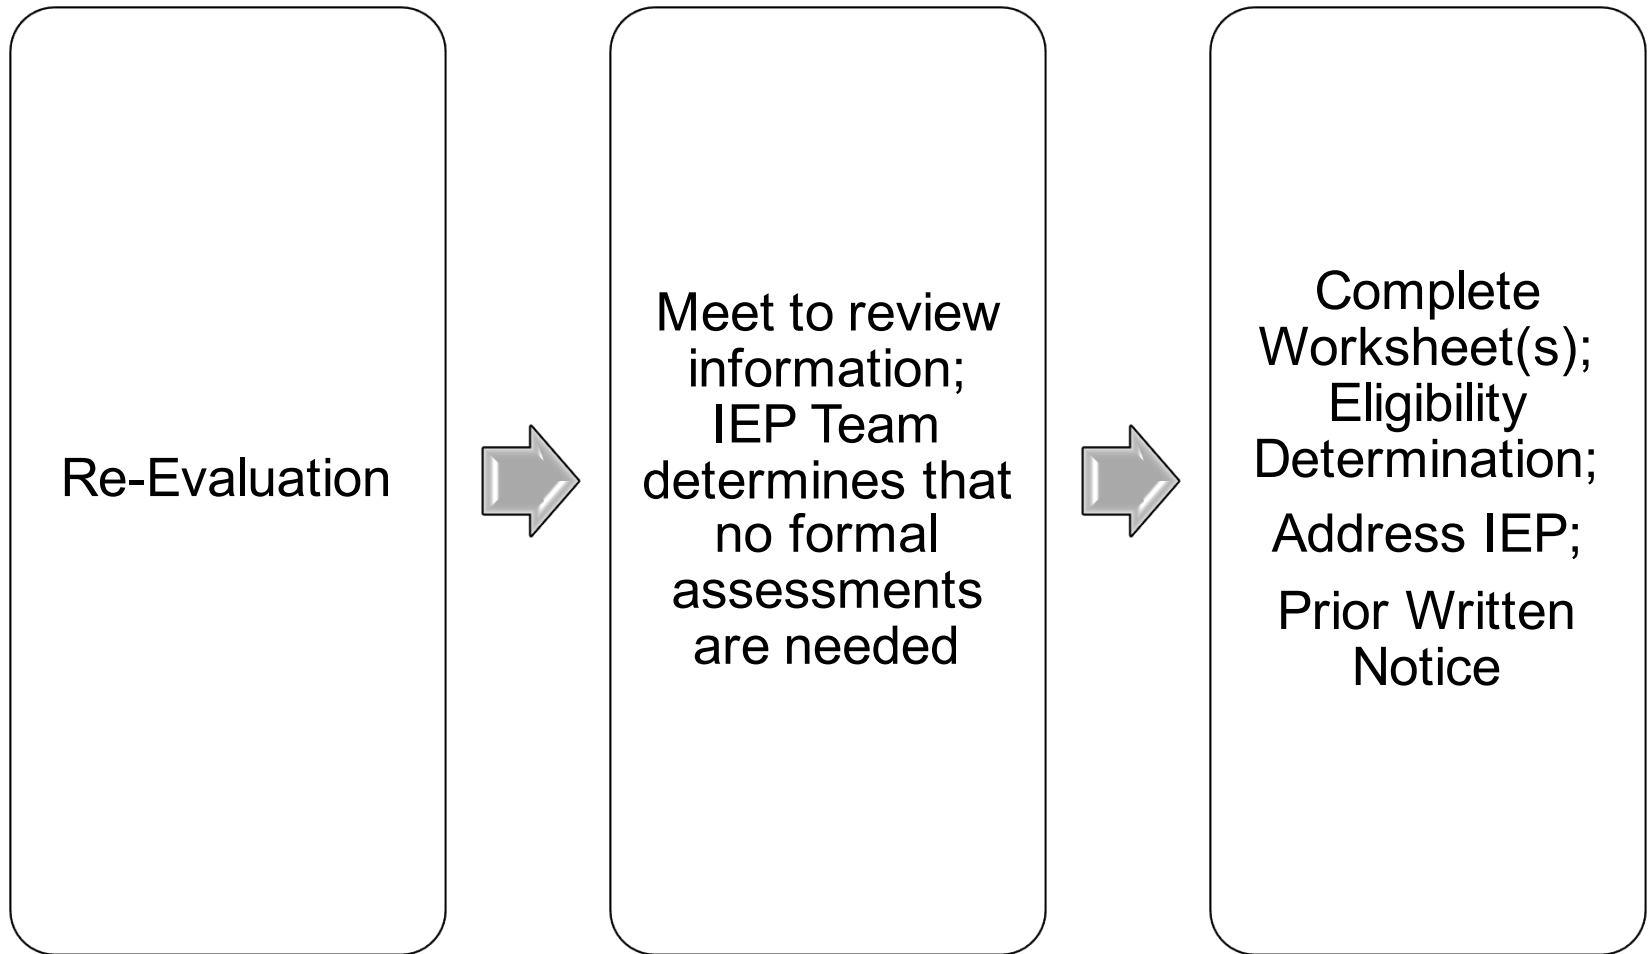 Re-Evaluation
Meet to review
information;
IEP Team
determines that
no formal
assessments
are needed
Complete
Worksheet(s);
Eligibility
Determination;
Address IEP;
Prior Written
Notice